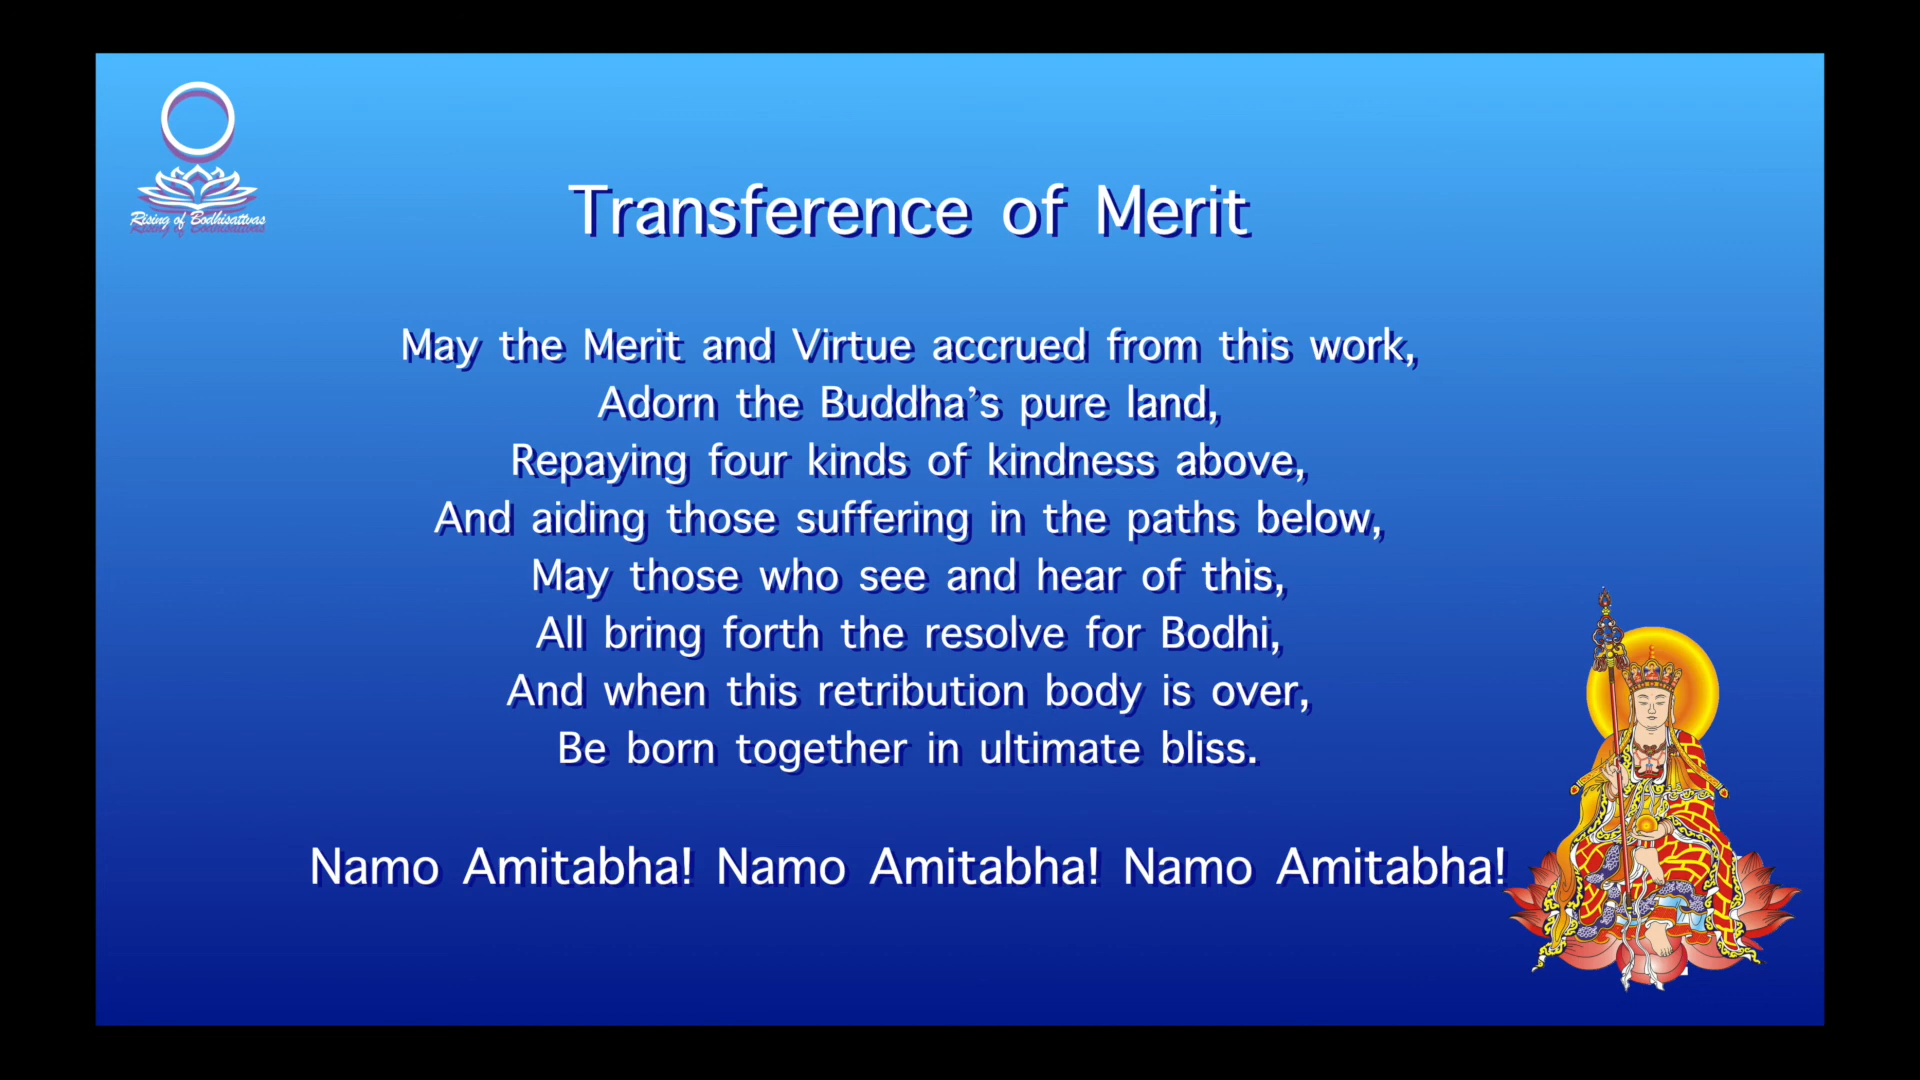 Rising of Bodhisattvas
Transference of Merit
May the Merit and Virtue accrued from this work,
Adorn the Buddha's pure land,
Repaying four kinds of kindness above,
And aiding those suffering in the paths below,
May those who see and hear of this,
All bring forth the resolve for Bodhi,
And when this retribution body is over,
Be born together in ultimate bliss.
Namo Amitabha! Namo Amitabha! Namo Amitabha!